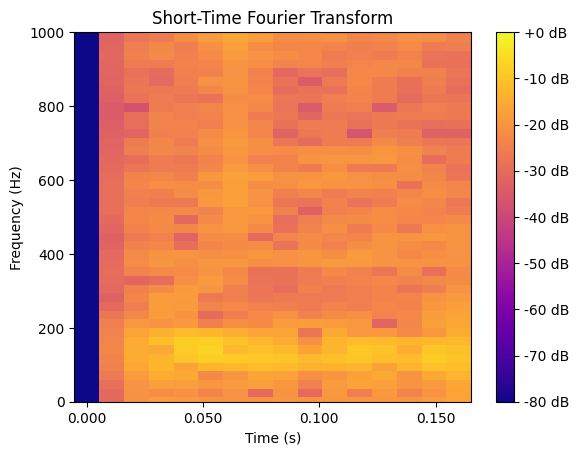 Short-Time Fourier Transform
Frequency (Hz)
1000
800
600
400
200
0
0.000
0.050
0.100
0.150
Time (s)
+0 dB
-10 dB
-20 dB
-30 dB
-40 dB
-50 dB
-60 dB
-70 dB
-80 dB